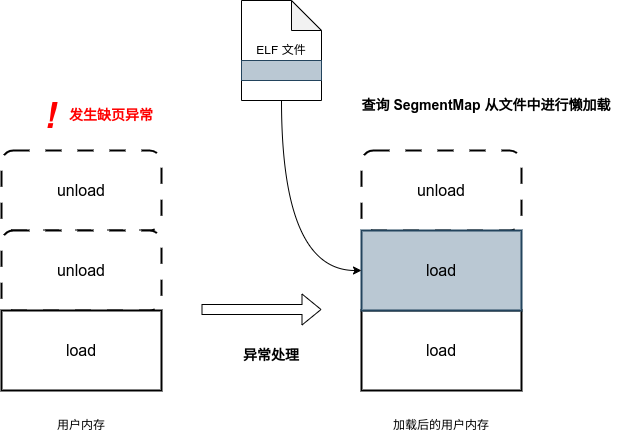 ELF 文件
! 发生缺页异常
查询 SegmentMap 从文件中进行懒加载
unload
unload
load
异常处理
unload
load
load
用户内存
加载后的用户内存